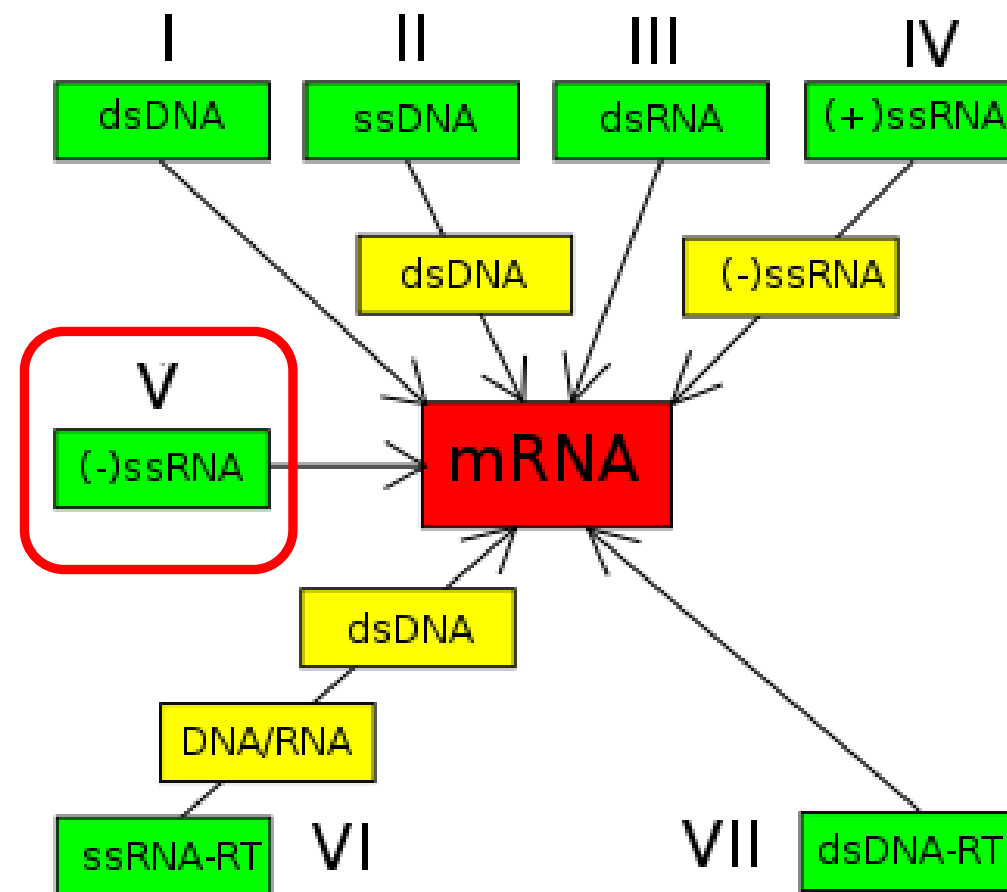 I II III IV
dsDNA ssDNA dsRNA (+)ssRNA
dsDNA (-)ssRNA
V
(-)ssRNA mRNA
dsDNA
DNA/RNA
ssRNA-RT VI VII dsDNA-RT